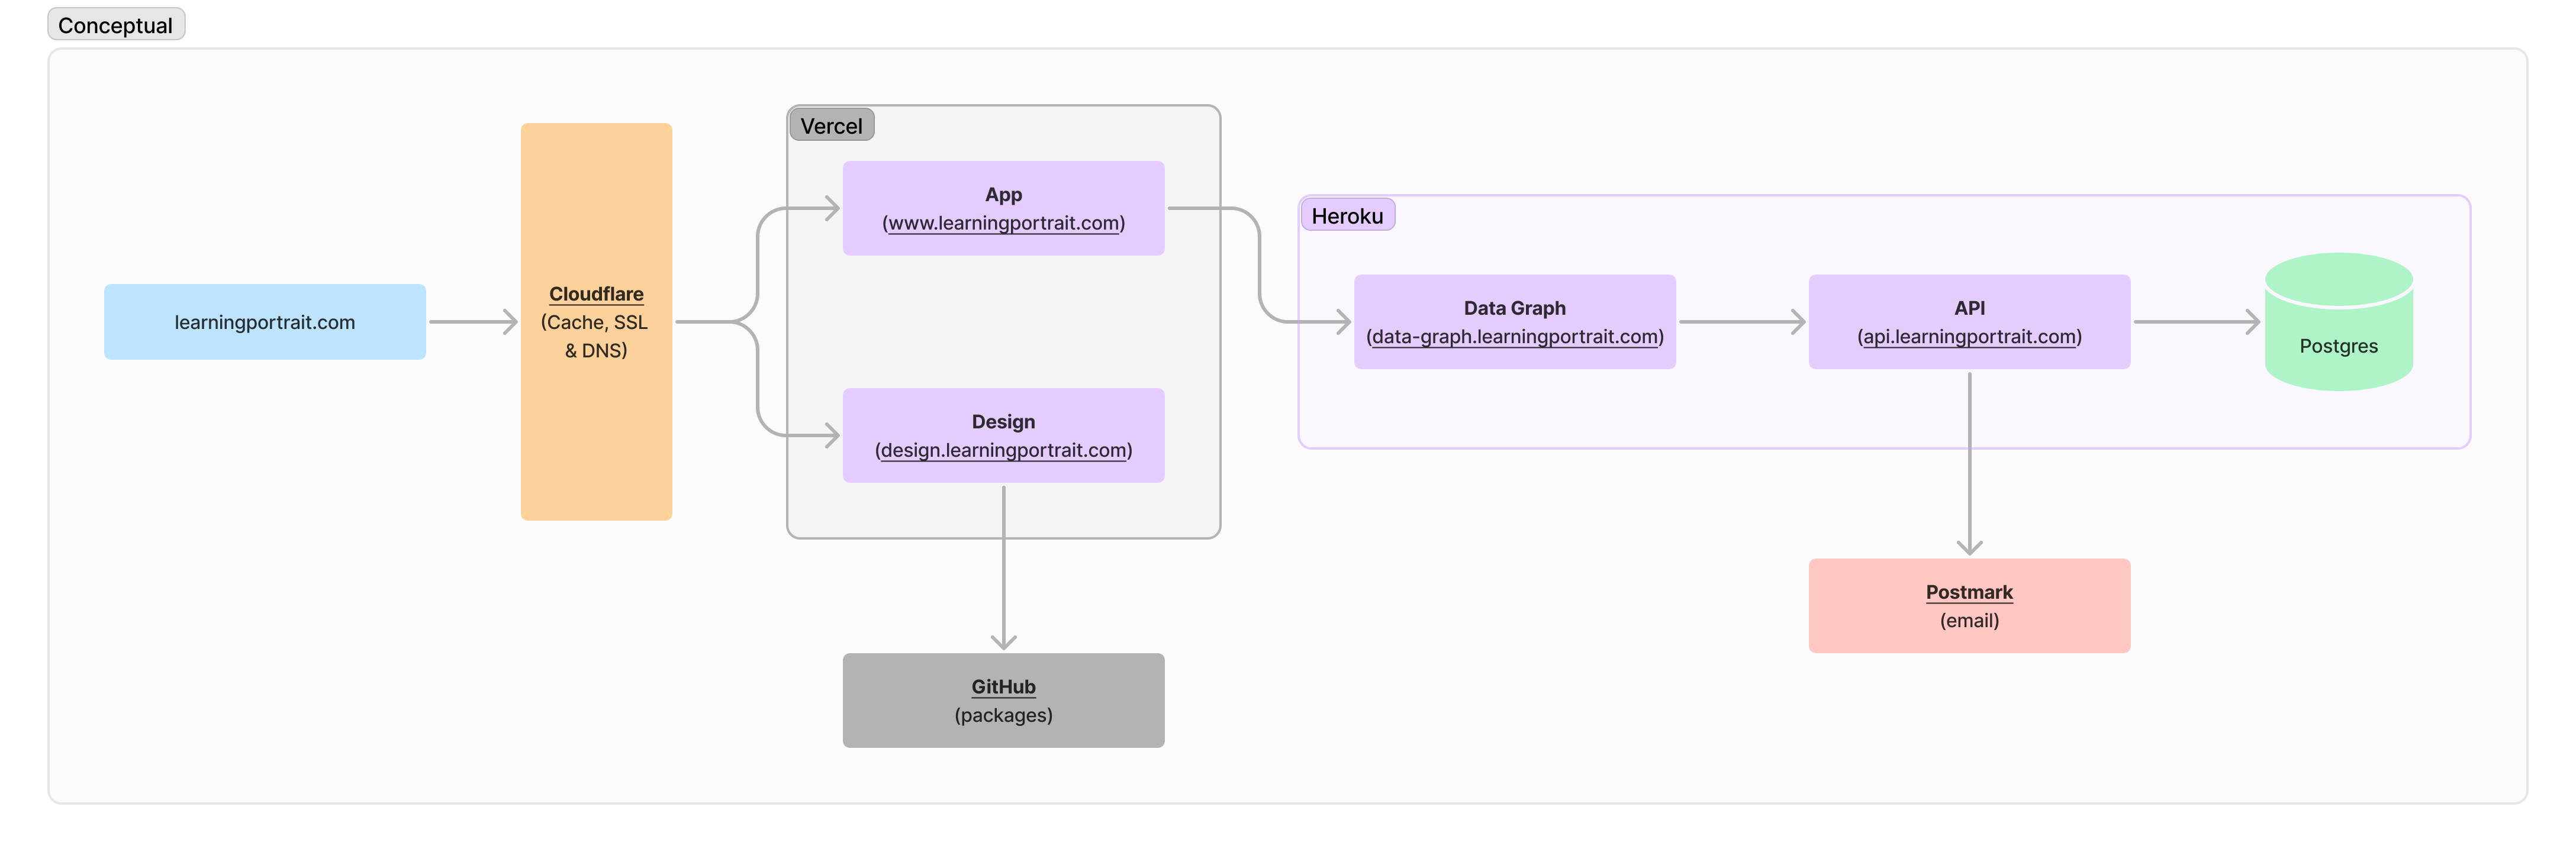 Conceptual
learningportrait.com
Cloudflare
(Cache, SSL
& DNS)
Vercel
App
(www.learningportrait.com)
Design
(design.learningportrait.com)
GitHub
(packages)
Heroku
Data Graph
(data-graph.learningportrait.com)
API
(api.learningportrait.com)
Postgres
Postmark
(email)